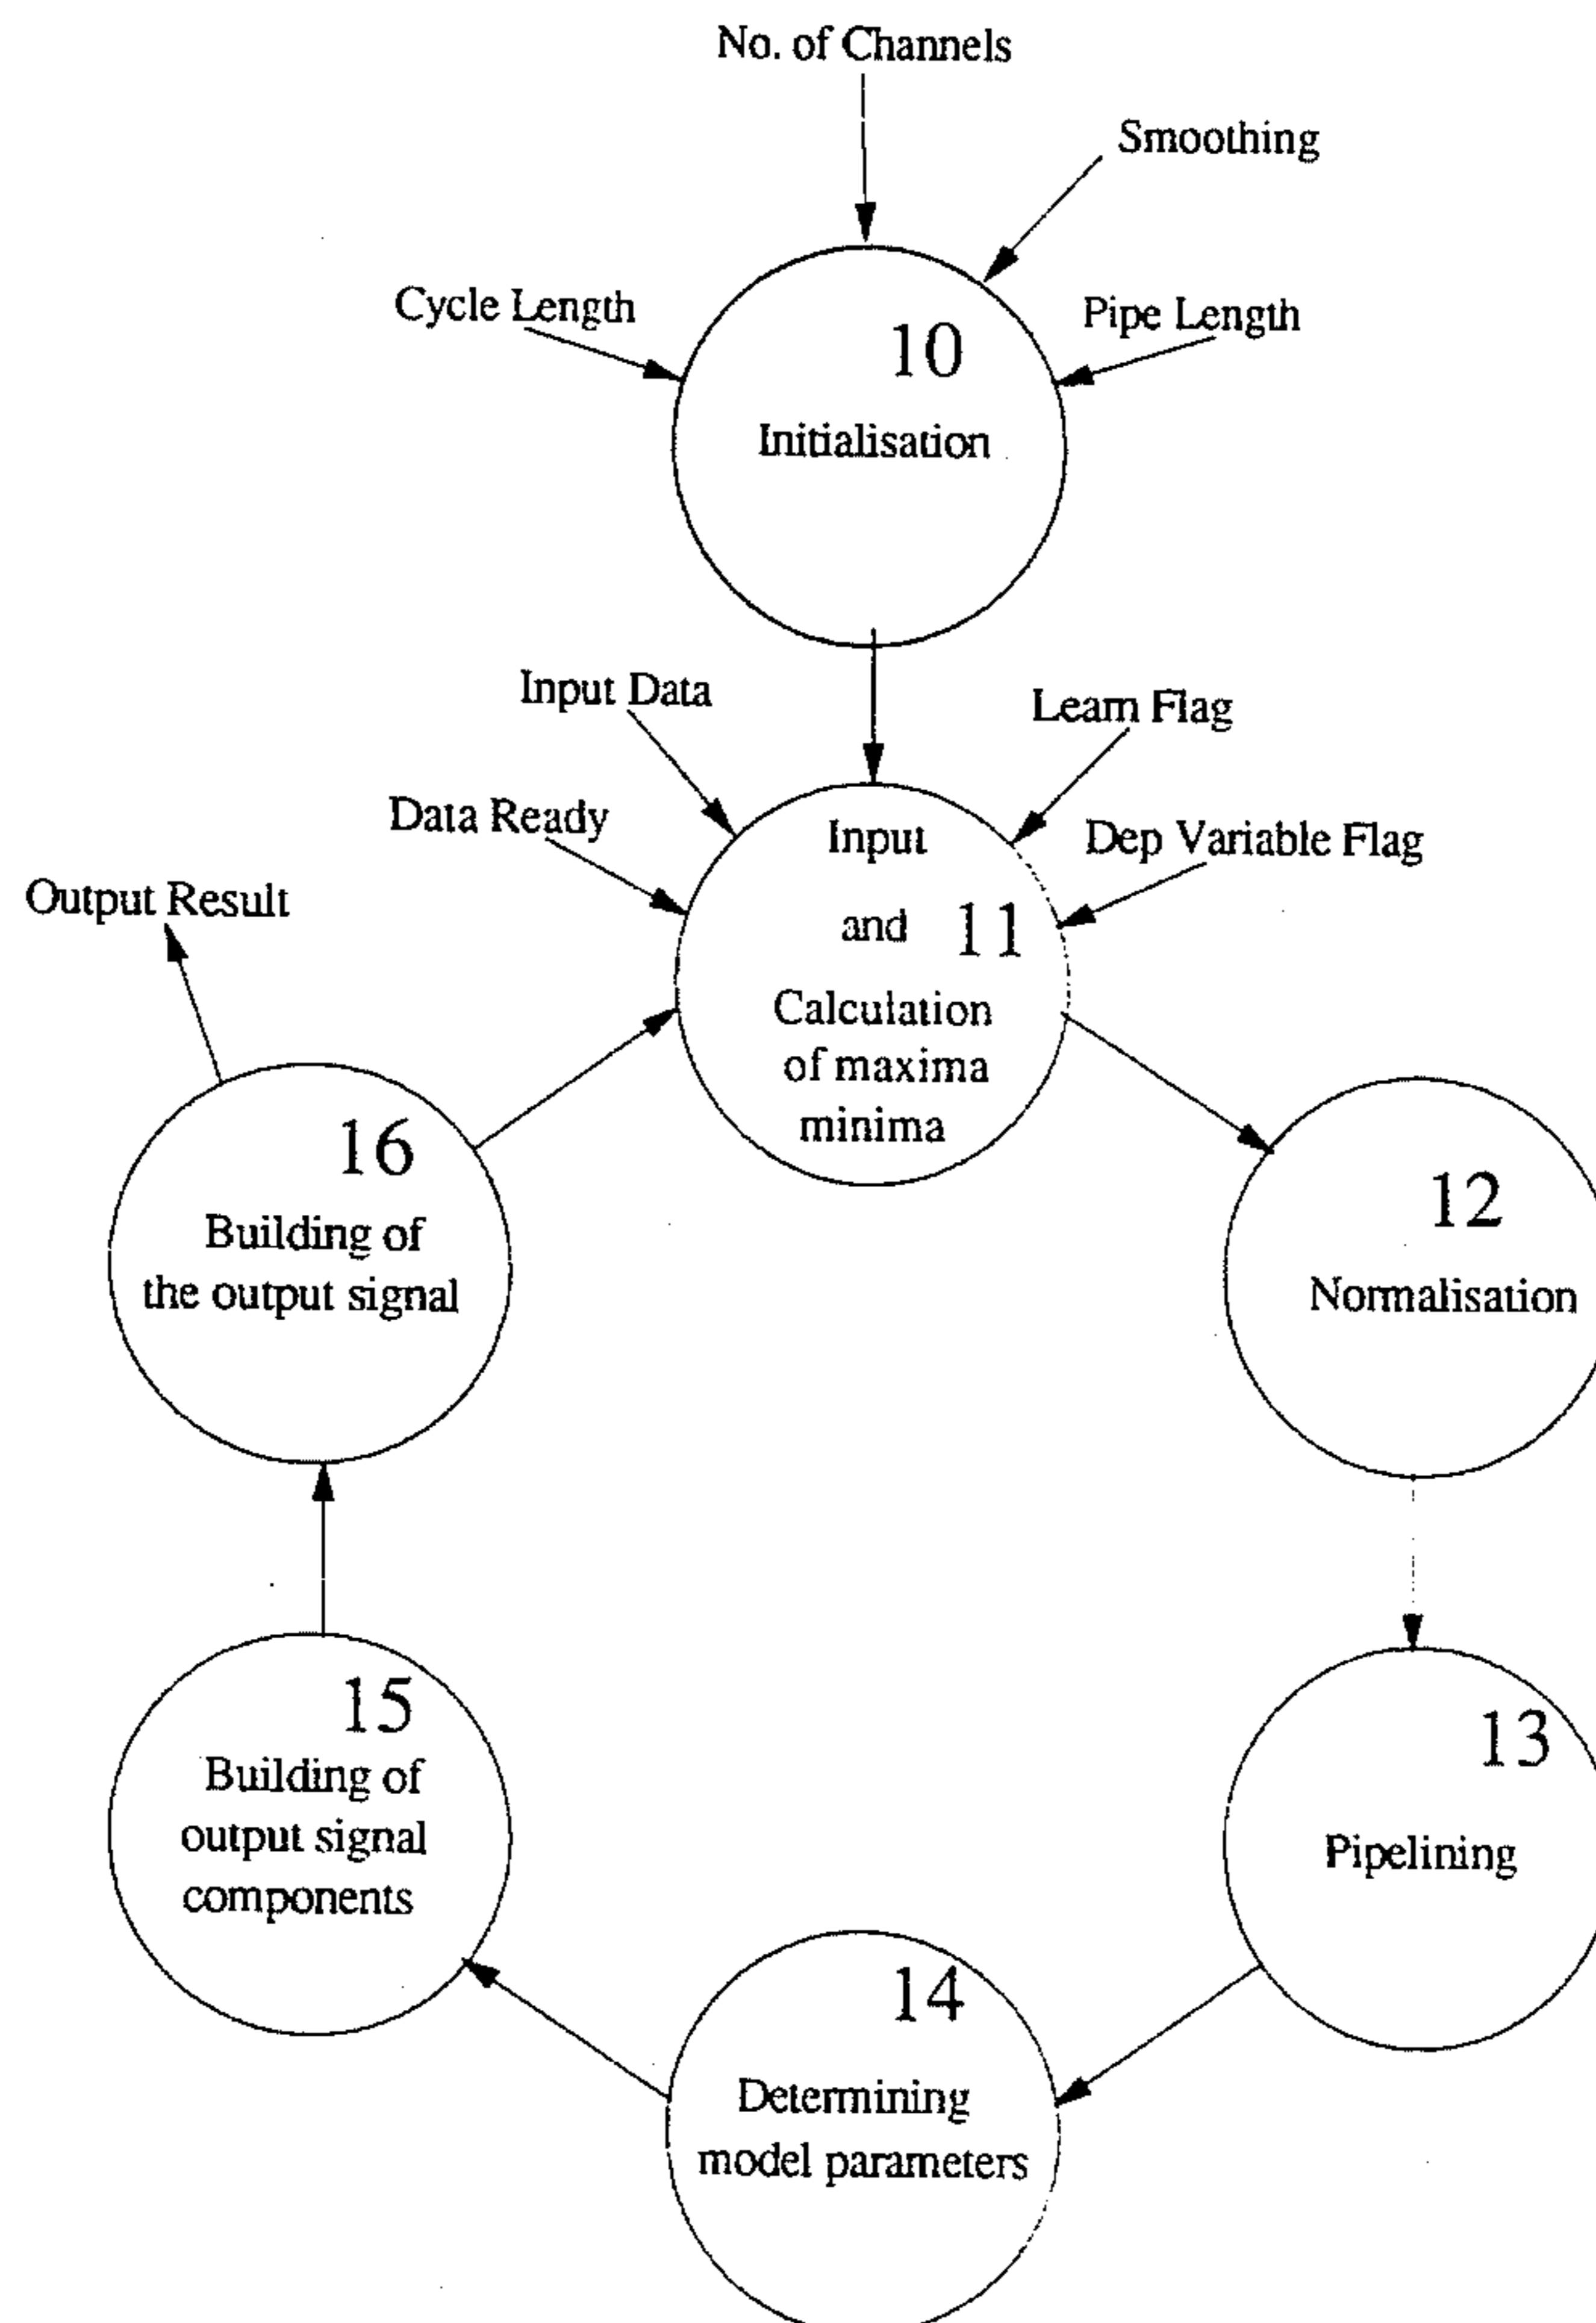 No. of Channels
Smoothing
Cycle Length
Pipe Length
10
Initialisation
Input Data
Learn Flag
Data Ready
Dep Variable Flag
Input
and
11
Calculation
of maxima
minima
Output Result
16
Building of
the output signal
12
Normalisation
15
Building of
output signal
components
13
Pipelining
14
Determining
model parameters